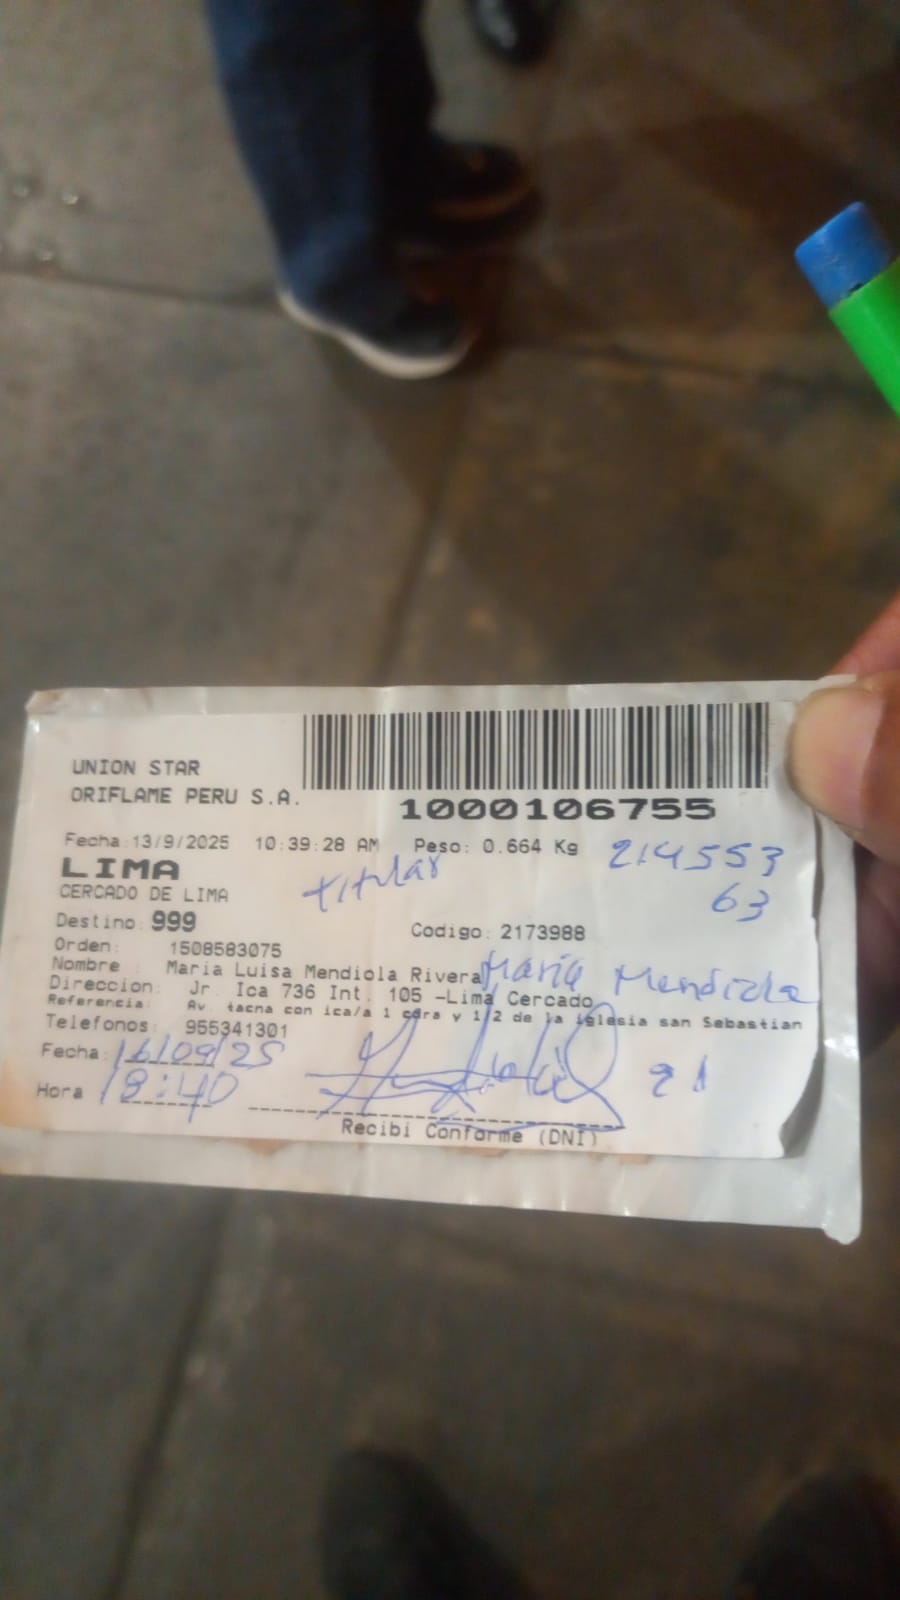 UNION STAR
ORIFLAME PERU S.A.
1000106755
Fecha:13/9/2025 10:39:28 AM Peso: 0.664 Kg
214553
63
LIMA
titular
CERCADO DE LIMA
Destino: 999
Codigo: 2173988
Orden: 1508583075
Nombre : Maria Luisa Mendiola Rivera
Maria Mendiola
Direccion: Jr. Ica 736 Int. 105 -Lima Cercado
Referencia: Av. tacna con ica/a 1 cdra y 1/2 de la iglesia san Sebastian
Telefonos: 955341301
Fecha: 16/09/25
Hora 18:40
Recibi Conforme (DNI)